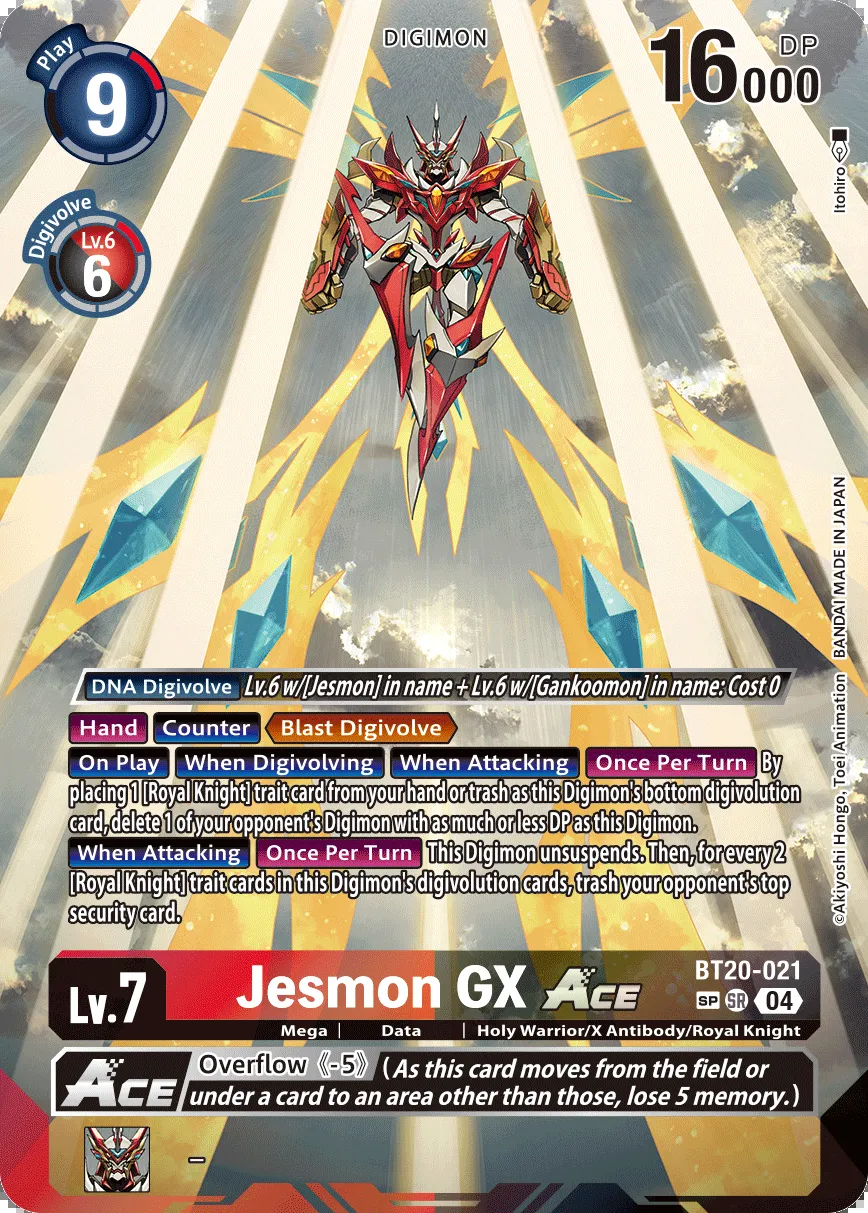 Play
9
DIGIMON
16000
DP
Digivolve
Lv.6
6
Itohiro
©Akiyoshi Hongo, Toei Animation BANDAI MADE IN JAPAN
DNA Digivolve Lv.6 w/[Jesmon] in name + Lv.6 w/[Gankoomon] in name: Cost 0
Hand Counter Blast Digivolve
On Play When Digivolving When Attacking Once Per Turn By
placing 1 [Royal Knight] trait card from your hand or trash as this Digimon's bottom digivolution
card, delete 1 of your opponent's Digimon with as much or less DP as this Digimon.
When Attacking Once Per Turn This Digimon unsuspends. Then, for every 2
[Royal Knight] trait cards in this Digimon's digivolution cards, trash your opponent's top
security card.
Lv.7
Jesmon GX ACE
BT20-021
SP SR 04
Mega | Data | Holy Warrior/X Antibody/Royal Knight
ACE
Overflow 《-5》 (As this card moves from the field or
under a card to an area other than those, lose 5 memory.)
-